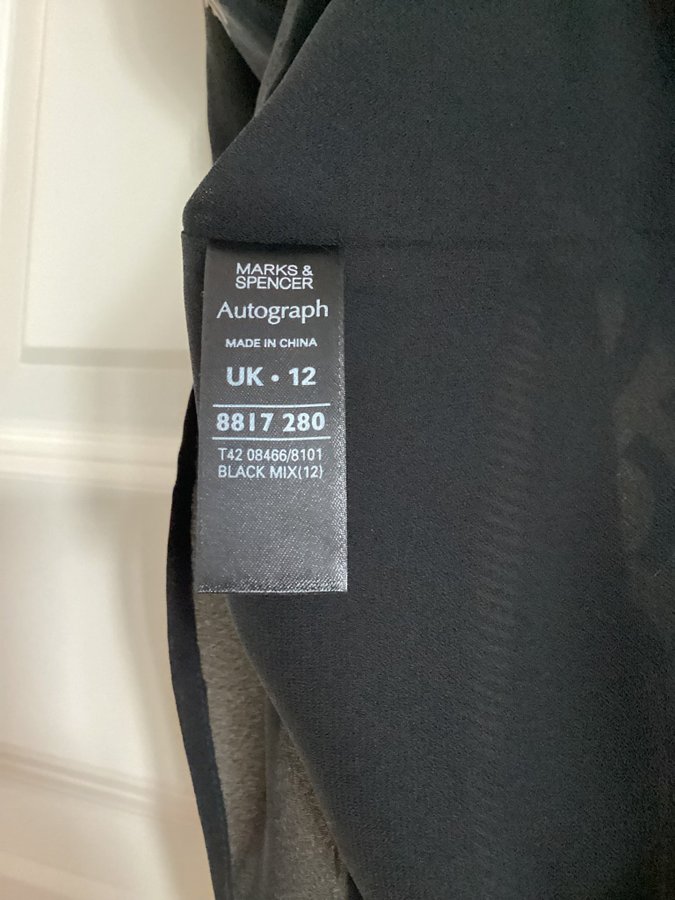 MARKS &
SPENCER
Autograph
MADE IN CHINA
UK • 12
8817 280
T42 08466/8101
BLACK MIX(12)